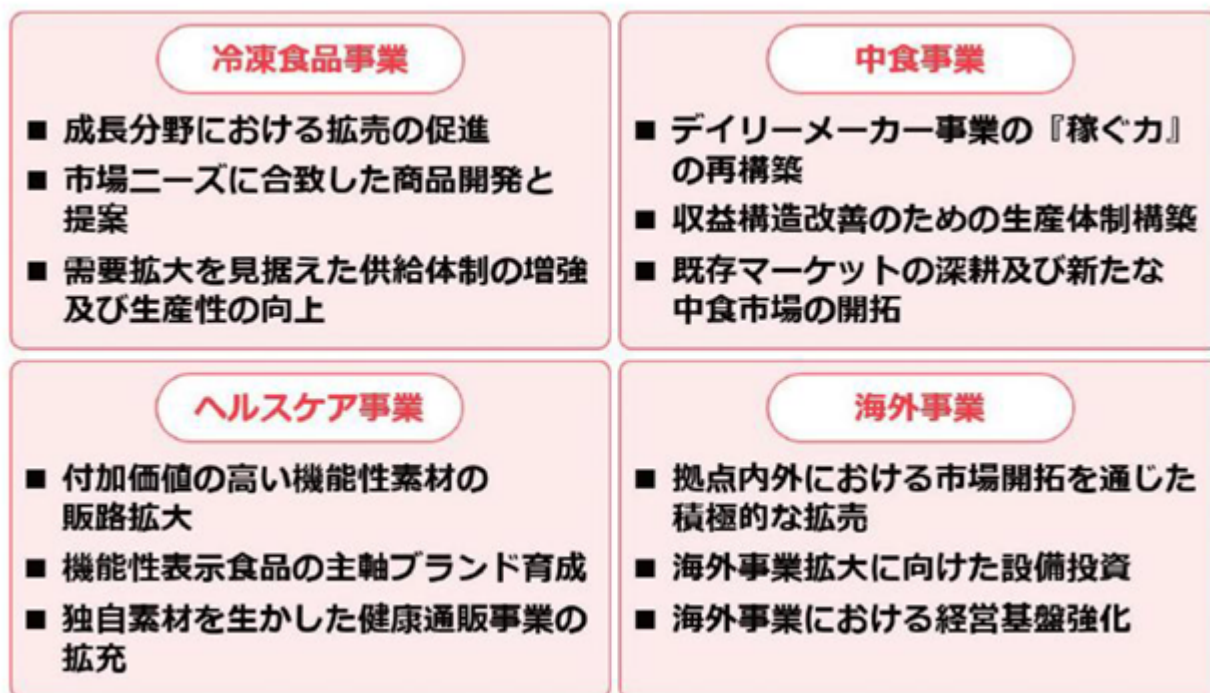 冷凍食品事業
■ 成長分野における拡売の促進
■ 市場ニーズに合致した商品開発と
提案
■ 需要拡大を見据えた供給体制の増強
及び生産性の向上
中食事業
■ デイリーメーカー事業の『稼ぐ力』
の再構築
■ 収益構造改善のための生産体制構築
■ 既存マーケットの深耕及び新たな
中食市場の開拓
ヘルスケア事業
■ 付加価値の高い機能性素材の
販路拡大
■ 機能性表示食品の主軸ブランド育成
■ 独自素材を生かした健康通販事業の
拡充
海外事業
■ 拠点内外における市場開拓を通じた
積極的な拡売
■ 海外事業拡大に向けた設備投資
■ 海外事業における経営基盤強化